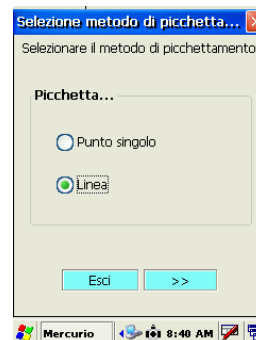 Selezione metodo di picchetta...
Selezionare il metodo di picchettamento
Picchetta...
Punto singolo
Linea
Esci
>>
Mercurio
8:40 AM